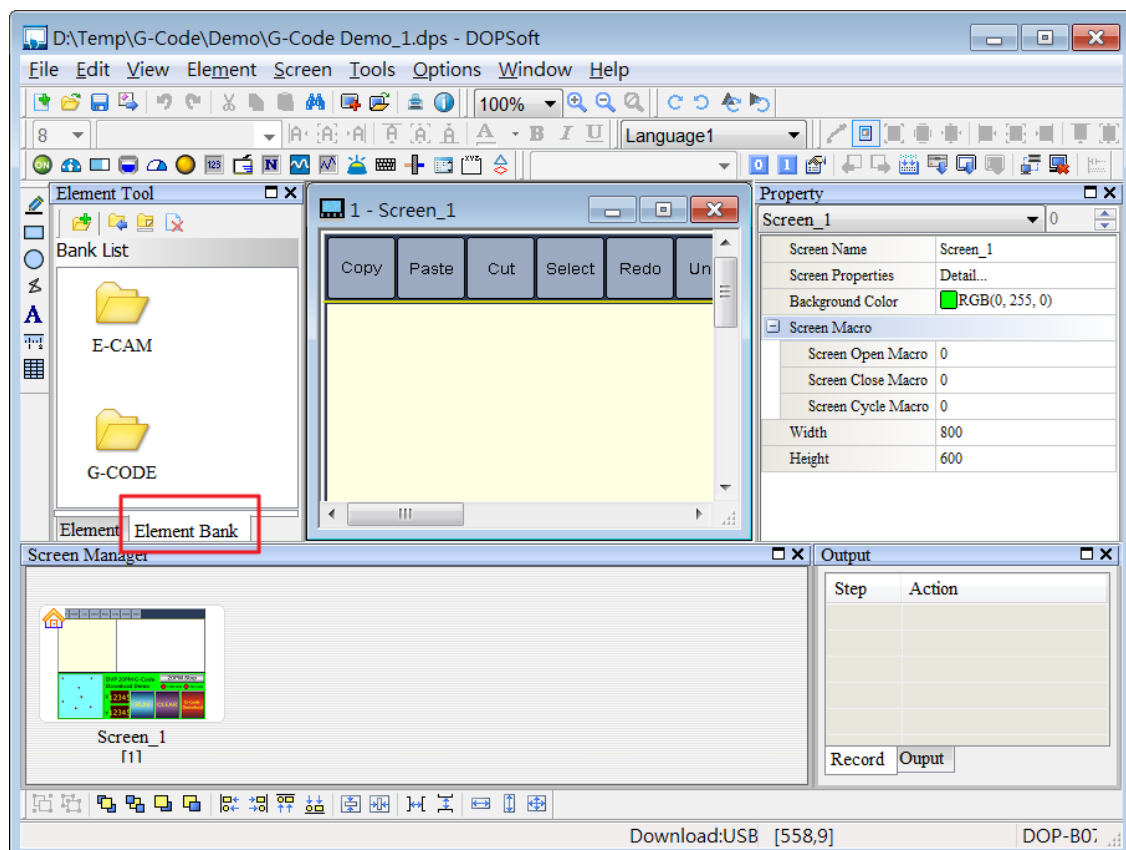 D:\Temp\G-Code\Demo\G-Code Demo_1.dps - DOPSoft
File Edit View Element Screen Tools Options Window Help
100%
8
Language1
Element Tool
Bank List
E-CAM
G-CODE
Element Element Bank
1 - Screen_1
Copy Paste Cut Select Redo Un
Property
Screen_1 0
Screen Name Screen_1
Screen Properties Detail...
Background Color RGB(0, 255, 0)
Screen Macro
Screen Open Macro 0
Screen Close Macro 0
Screen Cycle Macro 0
Width 800
Height 600
Screen Manager
Screen_1
[1]
Output
Step Action
Record Ouput
Download:USB [558,9] DOP-B07